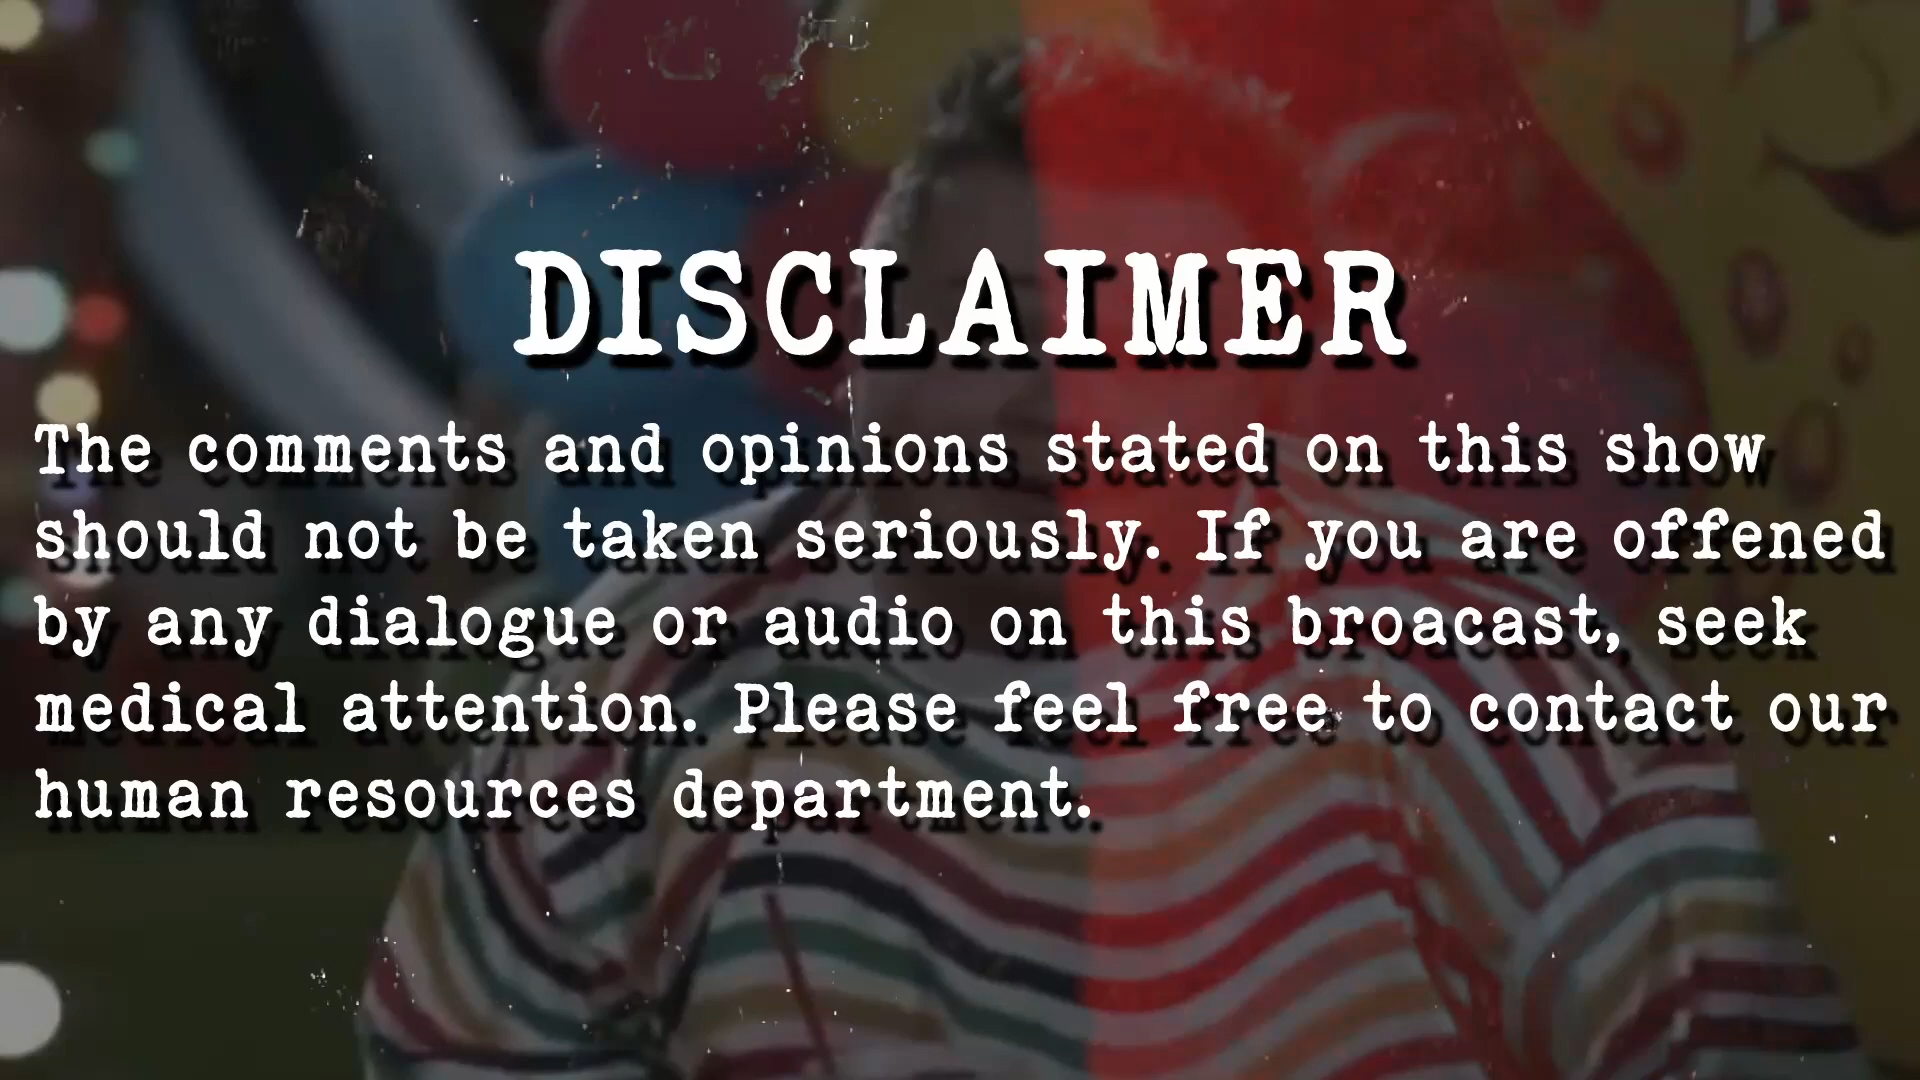 DISCLAIMER
The comments and opinions stated on this show
should not be taken seriously. If you are offened
by any dialogue or audio on this broacast, seek
medical attention. Please feel free to contact our
human resources department.